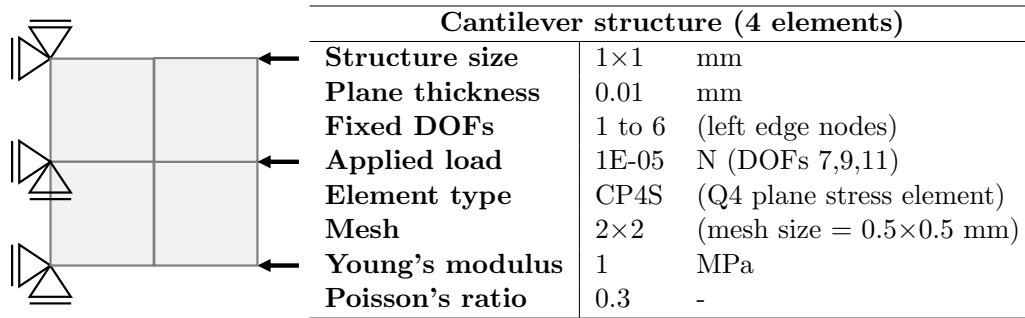 Cantilever structure (4 elements)
Structure size 1×1 mm
Plane thickness 0.01 mm
Fixed DOFs 1 to 6 (left edge nodes)
Applied load 1E-05 N (DOFs 7,9,11)
Element type CP4S (Q4 plane stress element)
Mesh 2×2 (mesh size = 0.5×0.5 mm)
Young's modulus 1 MPa
Poisson's ratio 0.3 -